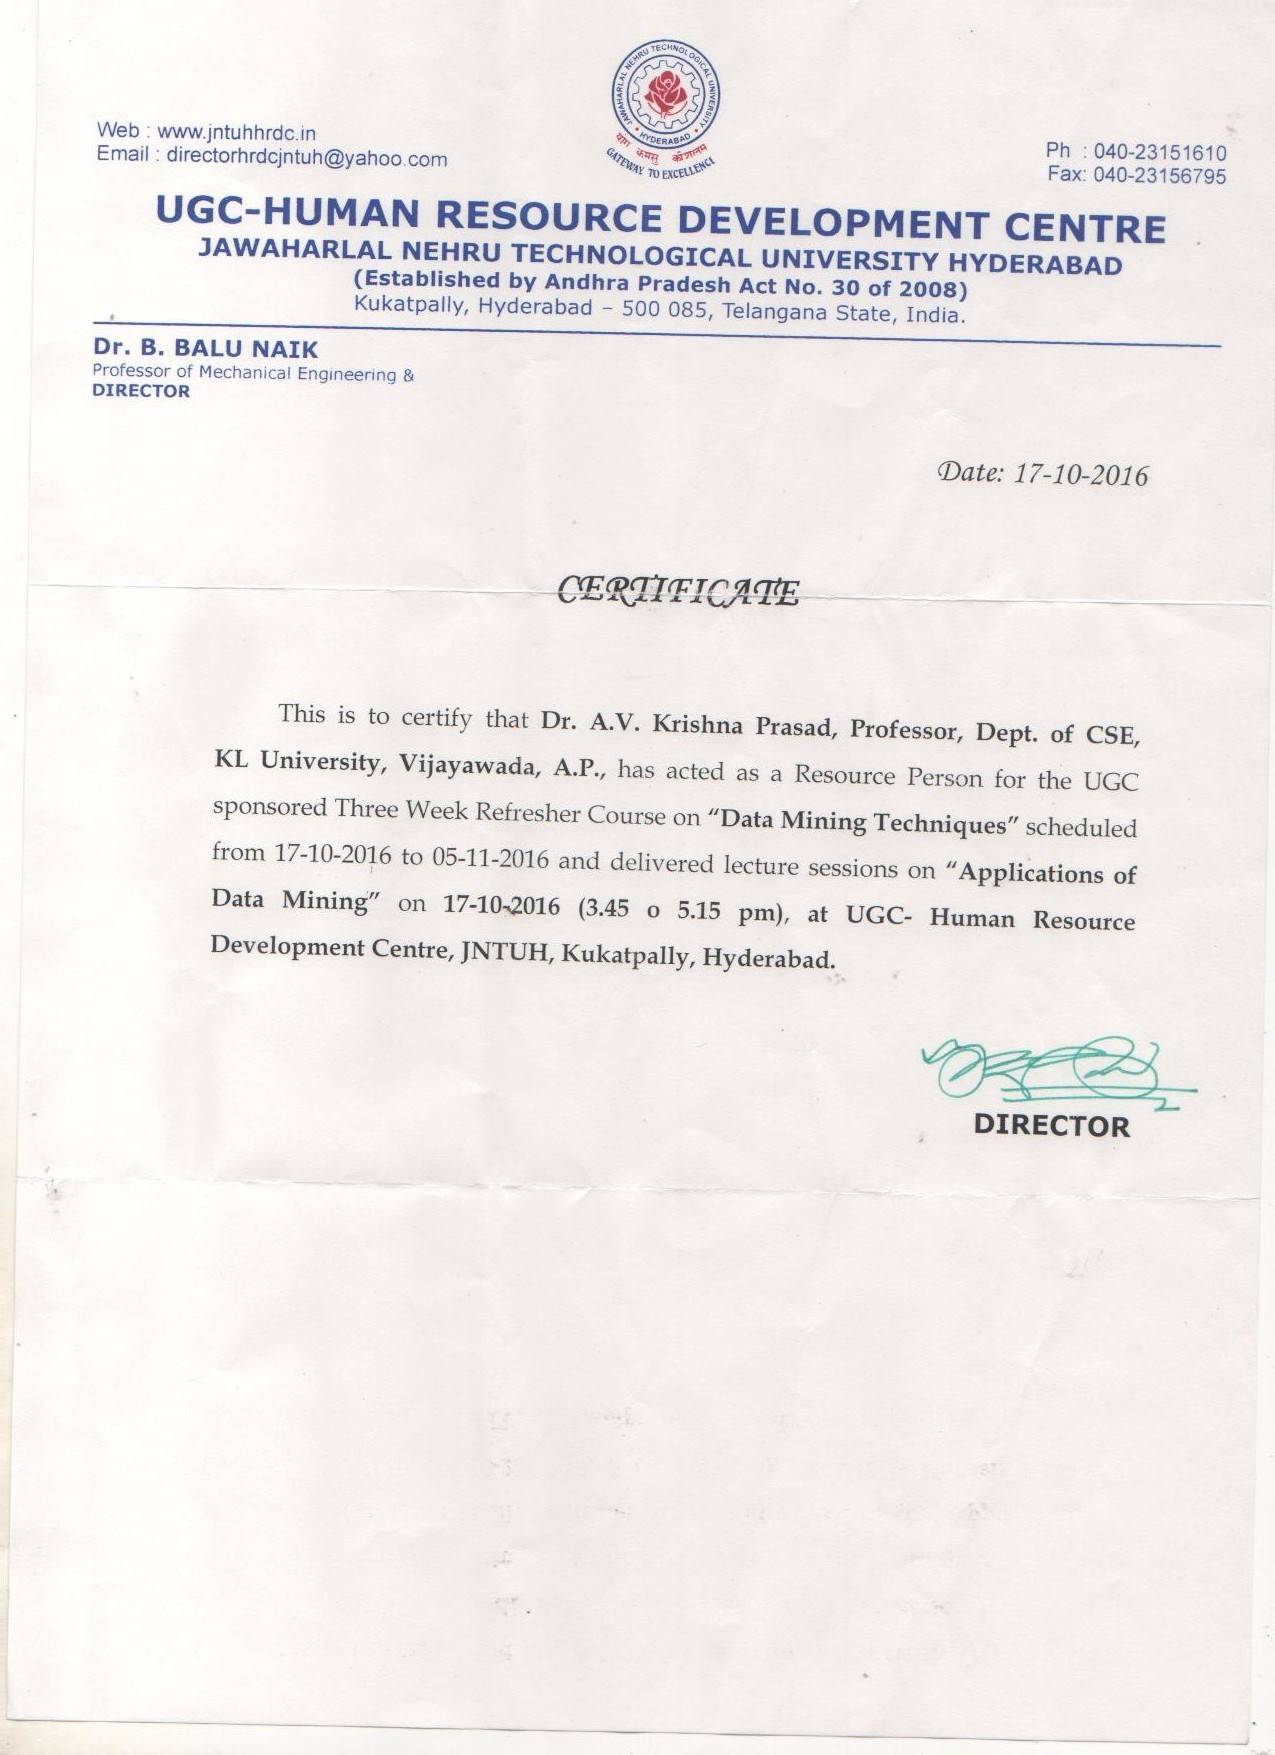 JAWAHARLAL NEHRU TECHNOLOGICAL UNIVERSITY
• HYDERABAD •
GATEWAY TO EXCELLENCE
Web : www.jntuhhrdc.in
Email : directorhrdcjntuh@yahoo.com
Ph : 040-23151610
Fax: 040-23156795
UGC-HUMAN RESOURCE DEVELOPMENT CENTRE
JAWAHARLAL NEHRU TECHNOLOGICAL UNIVERSITY HYDERABAD
(Established by Andhra Pradesh Act No. 30 of 2008)
Kukatpally, Hyderabad – 500 085, Telangana State, India.
Dr. B. BALU NAIK
Professor of Mechanical Engineering &
DIRECTOR
Date: 17-10-2016
CERTIFICATE
This is to certify that Dr. A.V. Krishna Prasad, Professor, Dept. of CSE,
KL University, Vijayawada, A.P., has acted as a Resource Person for the UGC
sponsored Three Week Refresher Course on “Data Mining Techniques” scheduled
from 17-10-2016 to 05-11-2016 and delivered lecture sessions on “Applications of
Data Mining” on 17-10-2016 (3.45 o 5.15 pm), at UGC- Human Resource
Development Centre, JNTUH, Kukatpally, Hyderabad.
DIRECTOR